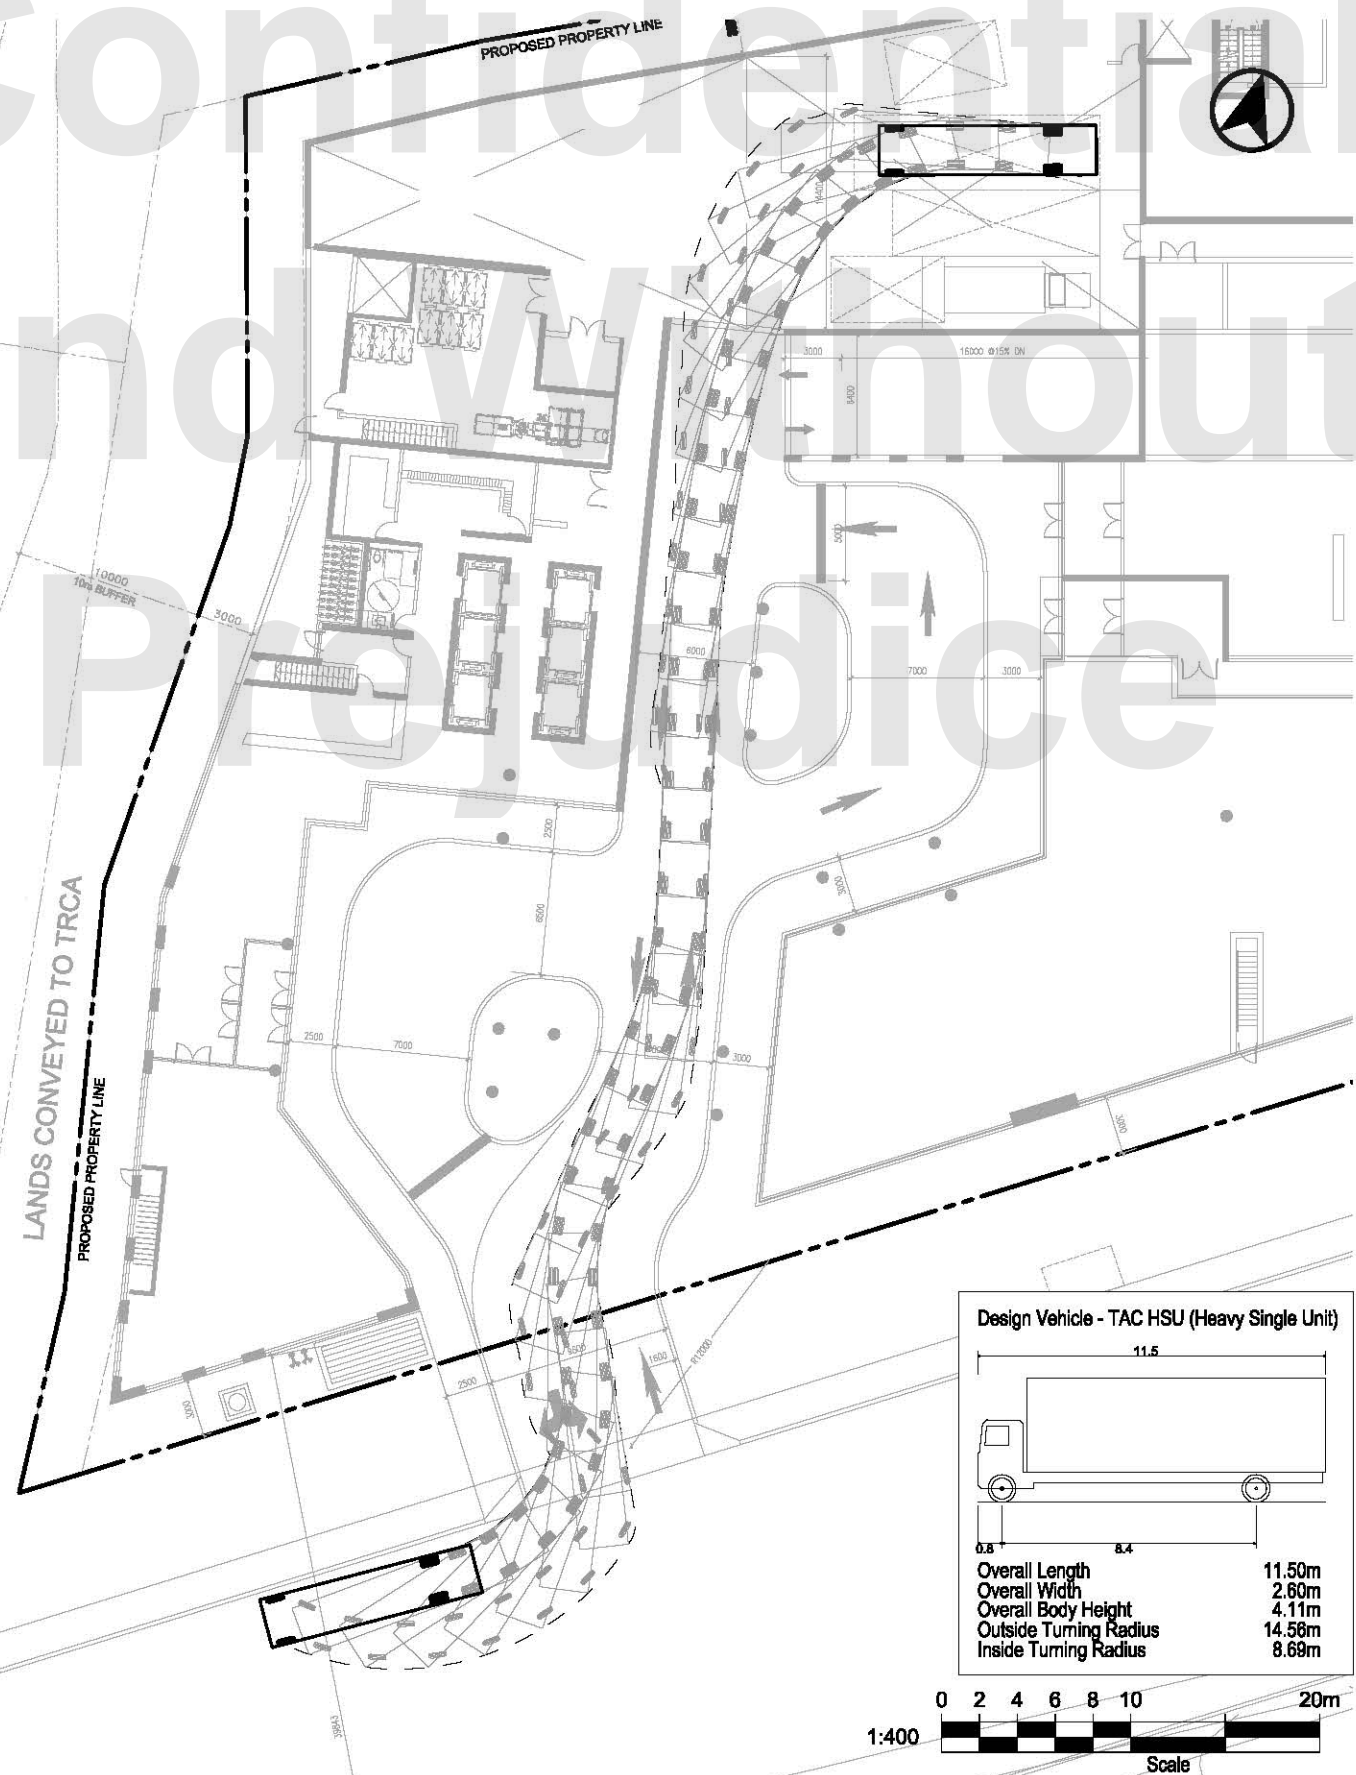 Confidential
and Without
Prejudice
PROPOSED PROPERTY LINE
14400
3000
16000 @15% DN
6400
5000
10000
10m BUFFER
3000
6000
7000
3000
2500
6500
3000
LANDS CONVEYED TO TRCA
PROPOSED PROPERTY LINE
2500
7000
3000
3000
2500
1600
R12000
3000
Design Vehicle - TAC HSU (Heavy Single Unit)
11.5
0.8
8.4
Overall Length 11.50m
Overall Width 2.60m
Overall Body Height 4.11m
Outside Turning Radius 14.56m
Inside Turning Radius 8.69m
0 2 4 6 8 10 20m
1:400
Scale